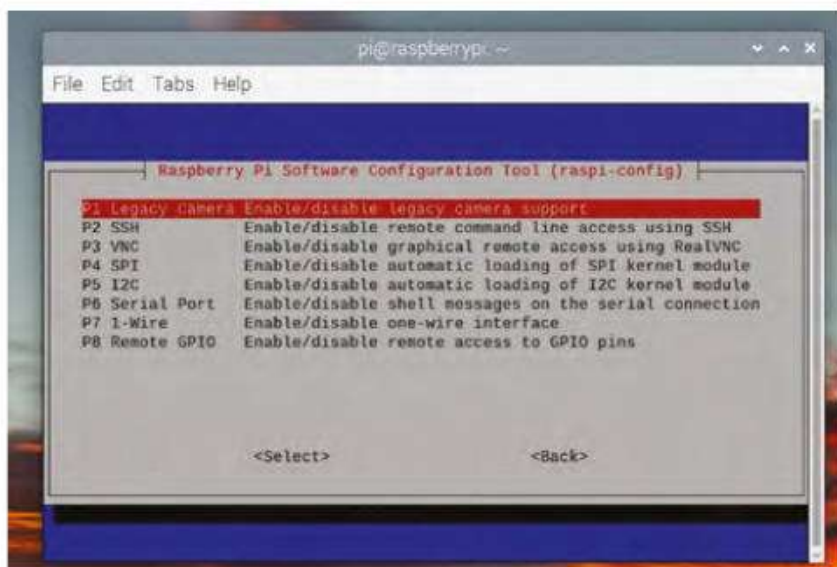 pi@raspberrypi: ~
File Edit Tabs Help
Raspberry Pi Software Configuration Tool (raspi-config)
P1 Legacy Camera Enable/disable legacy camera support
P2 SSH Enable/disable remote command line access using SSH
P3 VNC Enable/disable graphical remote access using RealVNC
P4 SPI Enable/disable automatic loading of SPI kernel module
P5 I2C Enable/disable automatic loading of I2C kernel module
P6 Serial Port Enable/disable shell messages on the serial connection
P7 1-Wire Enable/disable one-wire interface
P8 Remote GPIO Enable/disable remote access to GPIO pins
<Select> <Back>